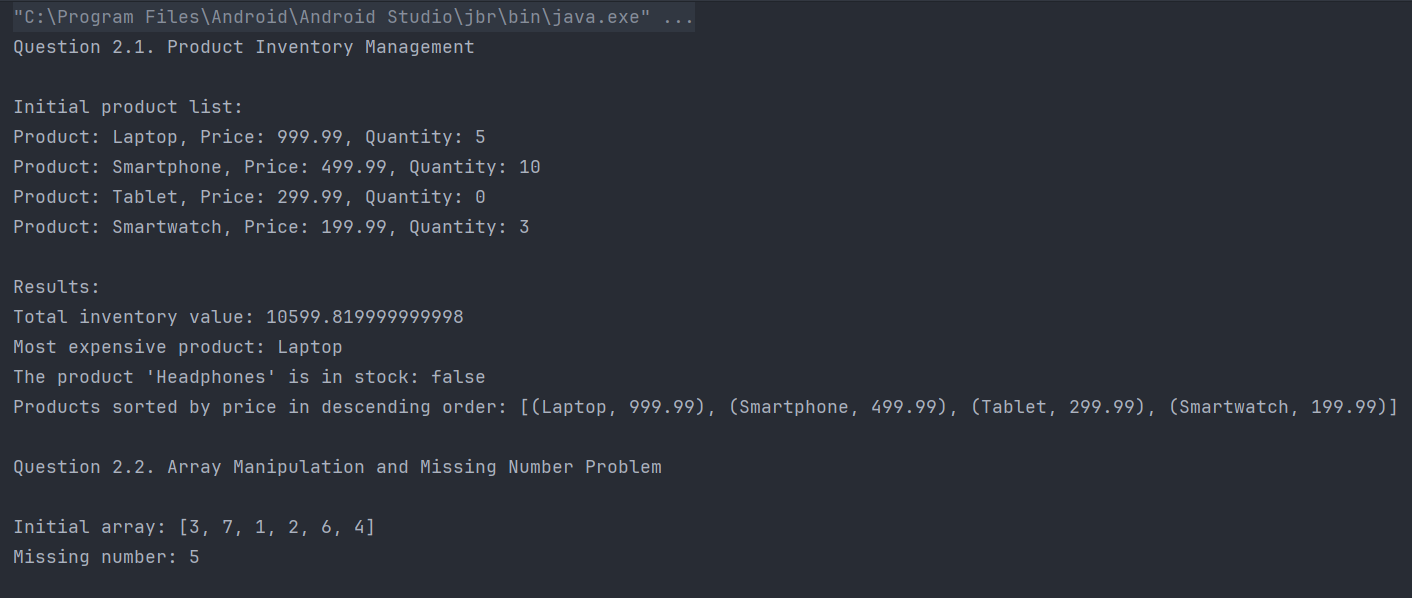 "C:\Program Files\Android\Android Studio\jbr\bin\java.exe" ...
Question 2.1. Product Inventory Management
Initial product list:
Product: Laptop, Price: 999.99, Quantity: 5
Product: Smartphone, Price: 499.99, Quantity: 10
Product: Tablet, Price: 299.99, Quantity: 0
Product: Smartwatch, Price: 199.99, Quantity: 3
Results:
Total inventory value: 10599.819999999998
Most expensive product: Laptop
The product 'Headphones' is in stock: false
Products sorted by price in descending order: [(Laptop, 999.99), (Smartphone, 499.99), (Tablet, 299.99), (Smartwatch, 199.99)]
Question 2.2. Array Manipulation and Missing Number Problem
Initial array: [3, 7, 1, 2, 6, 4]
Missing number: 5